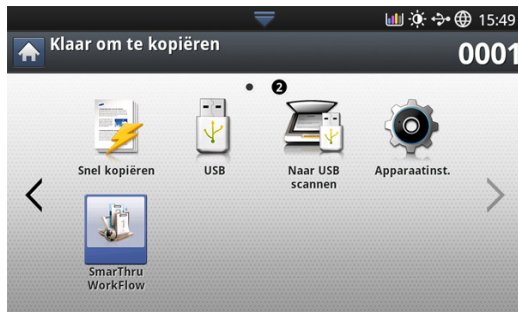 15:49
Klaar om te kopiëren
0001
2
Snel kopiëren
USB
Naar USB
scannen
Apparaatinst.
SmarThru
WorkFlow